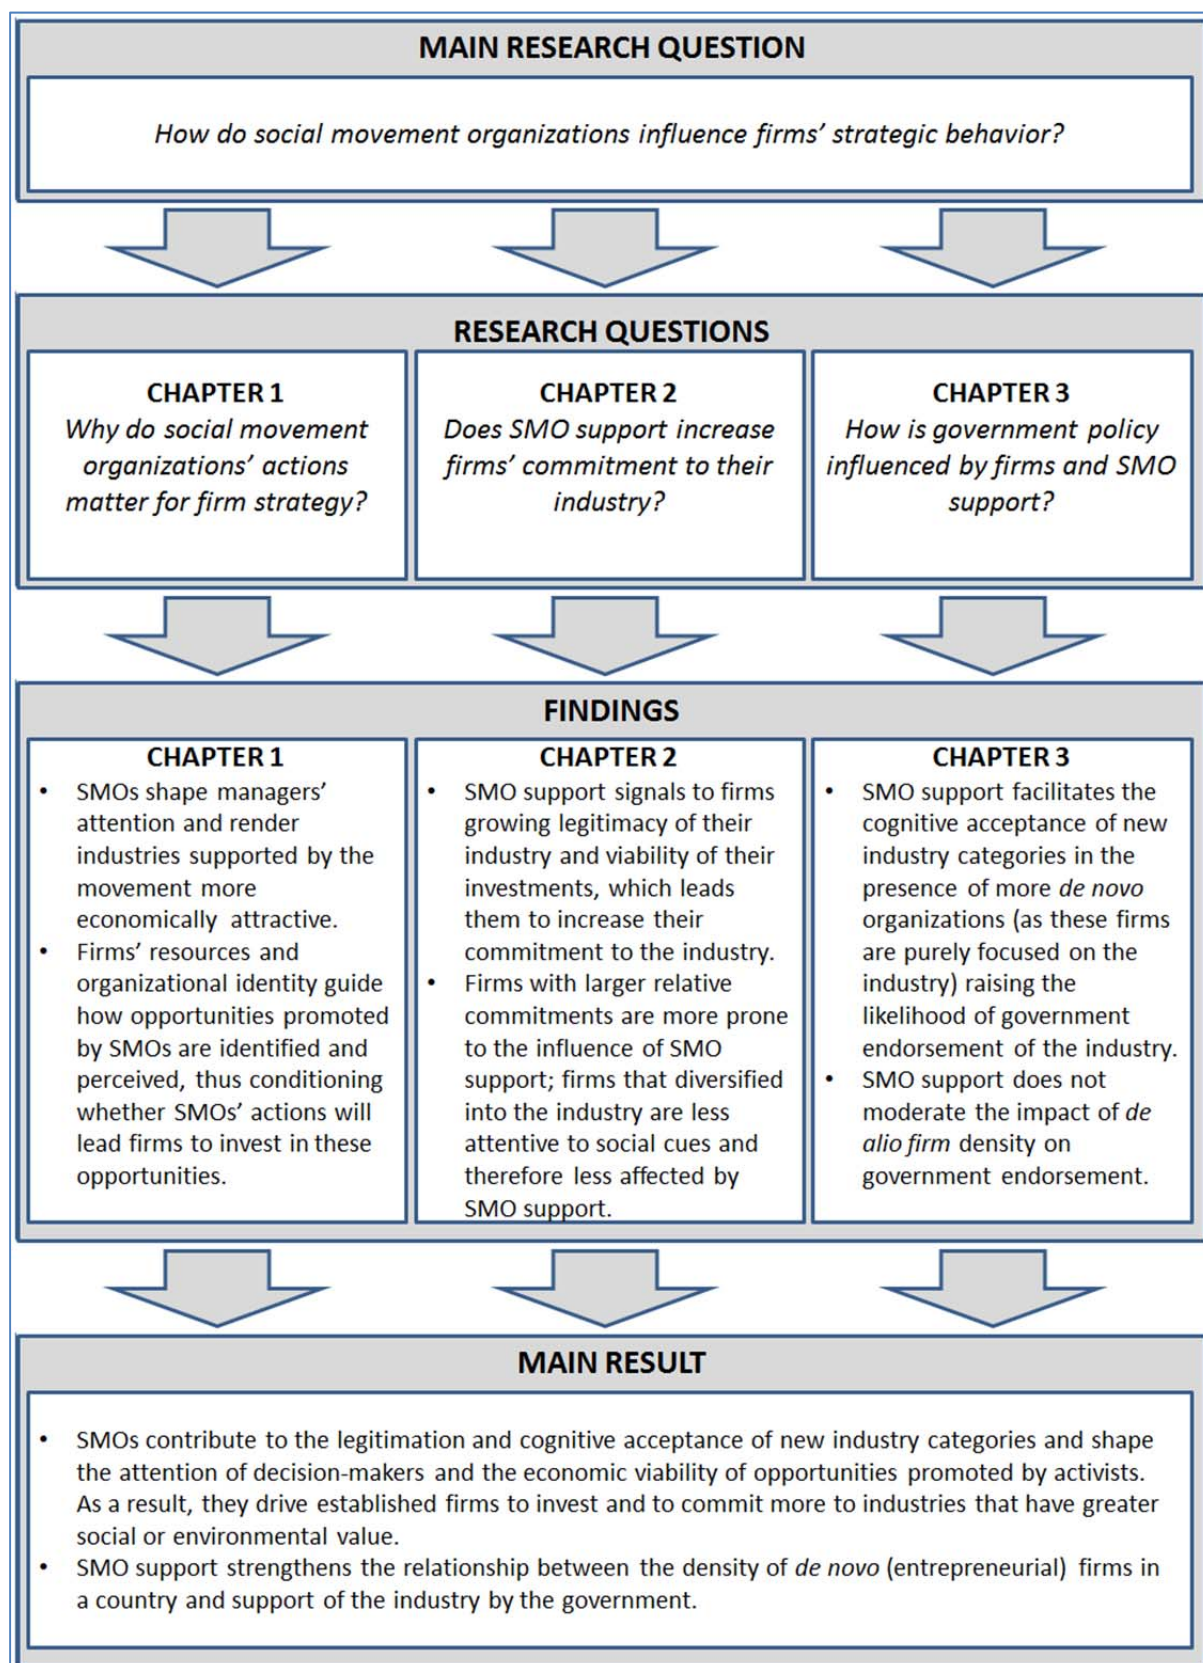 MAIN RESEARCH QUESTION
How do social movement organizations influence firms' strategic behavior?
RESEARCH QUESTIONS
CHAPTER 1
Why do social movement
organizations' actions
matter for firm strategy?
CHAPTER 2
Does SMO support increase
firms' commitment to their
industry?
CHAPTER 3
How is government policy
influenced by firms and SMO
support?
FINDINGS
CHAPTER 1
• SMOs shape managers'
attention and render
industries supported by the
movement more
economically attractive.
• Firms' resources and
organizational identity guide
how opportunities promoted
by SMOs are identified and
perceived, thus conditioning
whether SMOs' actions will
lead firms to invest in these
opportunities.
CHAPTER 2
• SMO support signals to firms
growing legitimacy of their
industry and viability of their
investments, which leads
them to increase their
commitment to the industry.
• Firms with larger relative
commitments are more prone
to the influence of SMO
support; firms that diversified
into the industry are less
attentive to social cues and
therefore less affected by
SMO support.
CHAPTER 3
• SMO support facilitates the
cognitive acceptance of new
industry categories in the
presence of more de novo
organizations (as these firms
are purely focused on the
industry) raising the
likelihood of government
endorsement of the industry.
• SMO support does not
moderate the impact of de
alio firm density on
government endorsement.
MAIN RESULT
• SMOs contribute to the legitimation and cognitive acceptance of new industry categories and shape
the attention of decision-makers and the economic viability of opportunities promoted by activists.
As a result, they drive established firms to invest and to commit more to industries that have greater
social or environmental value.
• SMO support strengthens the relationship between the density of de novo (entrepreneurial) firms in
a country and support of the industry by the government.